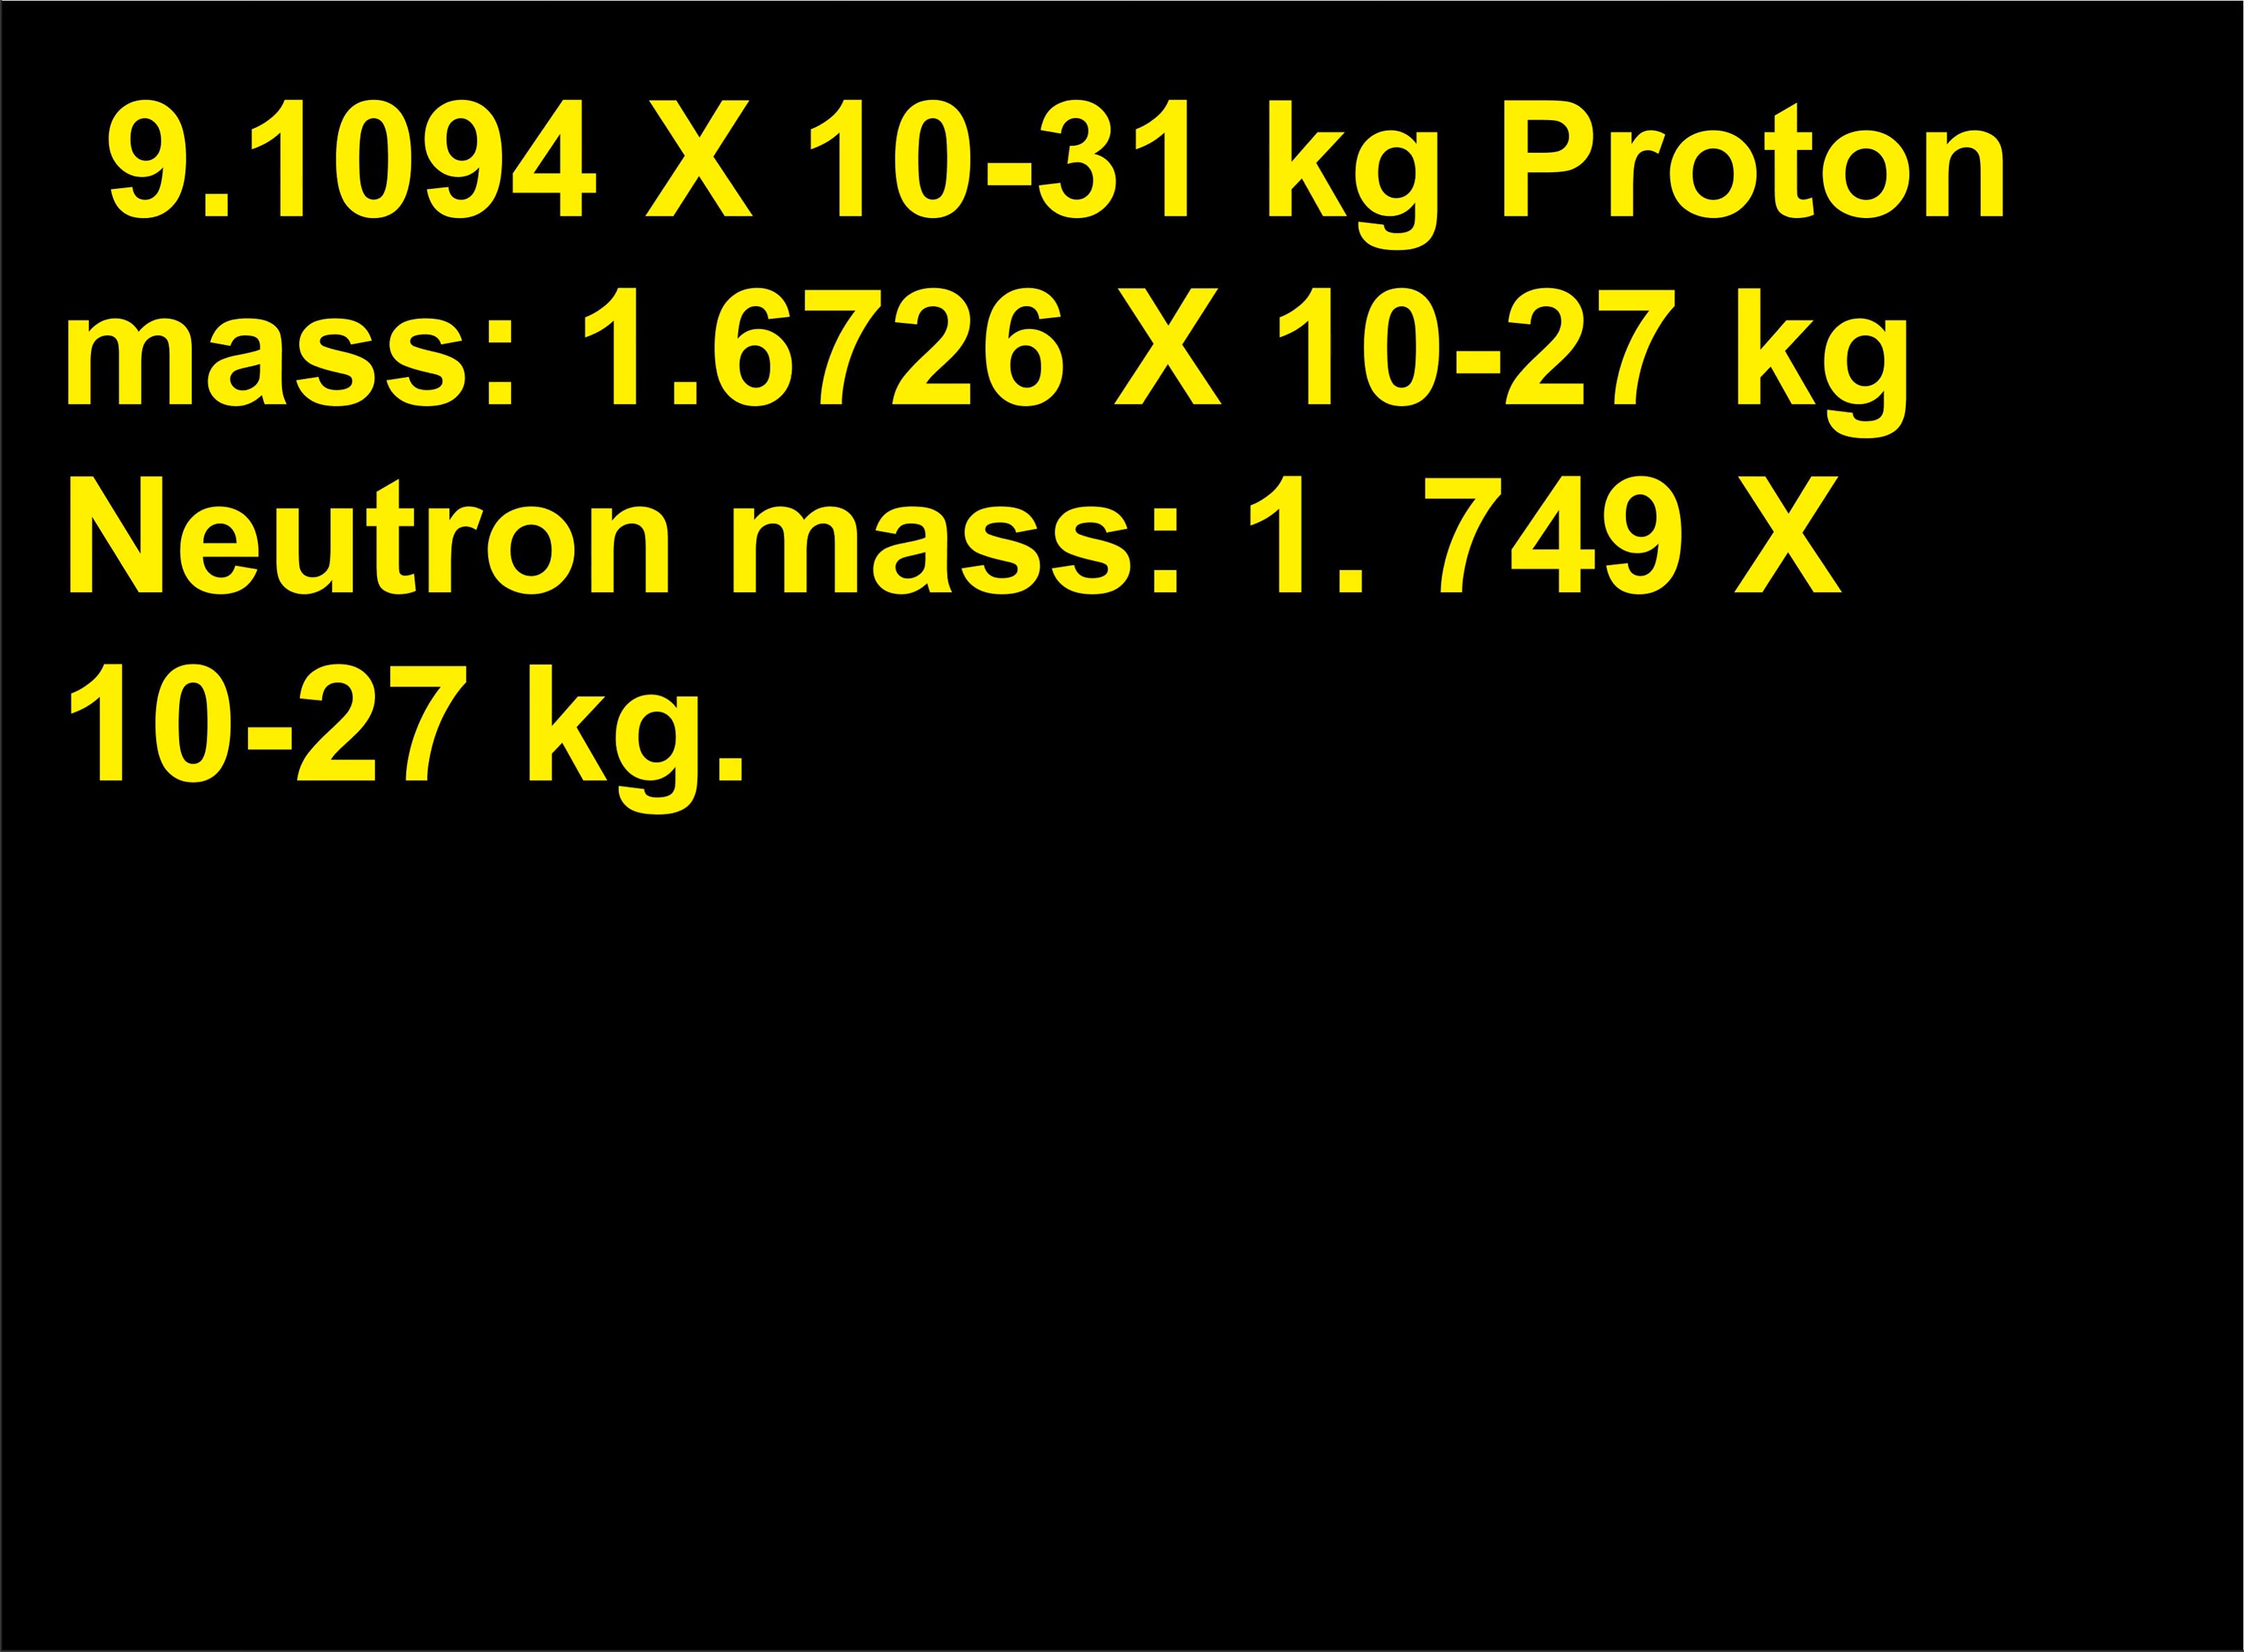 9.1094 X 10-31 kg Proton
mass: 1.6726 X 10-27 kg
Neutron mass: 1. 749 X
10-27 kg.